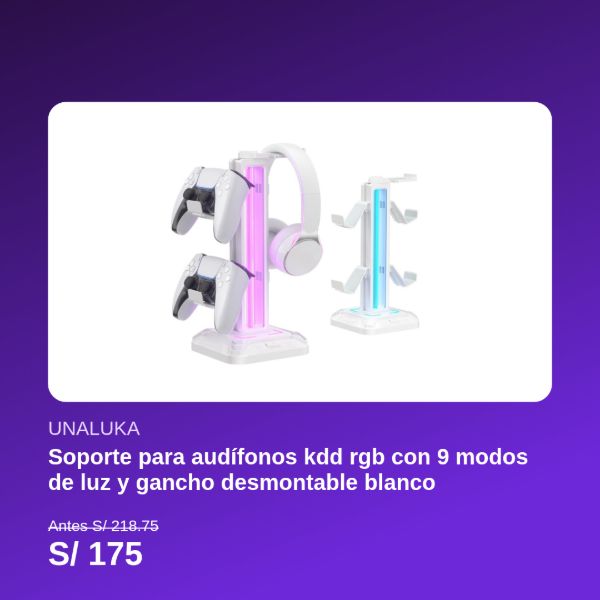 UNALUKA
Soporte para audífonos kdd rgb con 9 modos
de luz y gancho desmontable blanco
Antes S/ 218.75
S/ 175